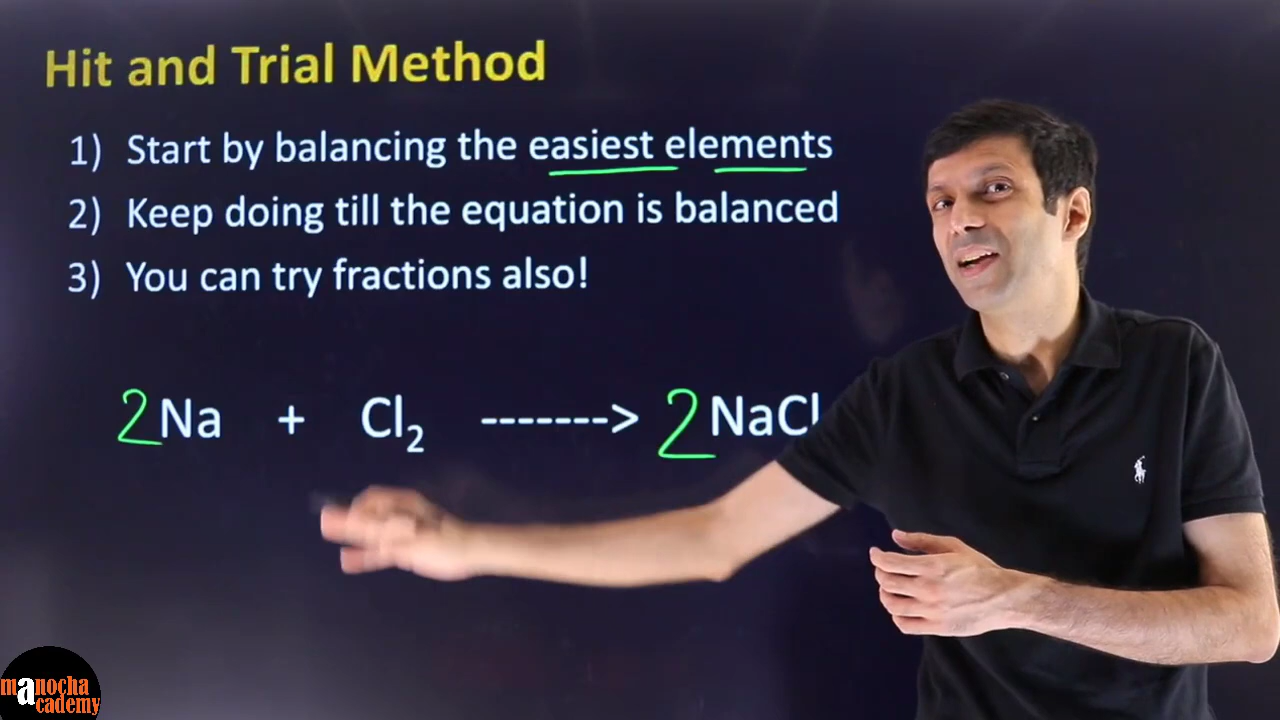 Hit and Trial Method
1) Start by balancing the easiest elements
2) Keep doing till the equation is balanced
3) You can try fractions also!
2Na + Cl₂ -------> 2NaCl
manocha
academy